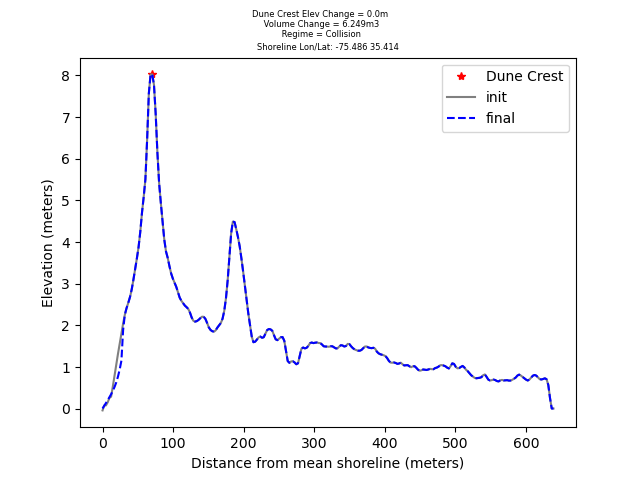 Dune Crest Elev Change = 0.0m
Volume Change = 6.249m3
Regime = Collision
Shoreline Lon/Lat: -75.486 35.414
Dune Crest
init
final
8
7
6
5
4
3
2
1
0
Elevation (meters)
0 100 200 300 400 500 600
Distance from mean shoreline (meters)